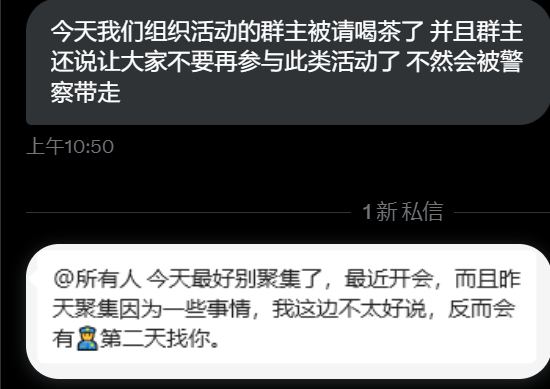 今天我们组织活动的群主被请喝茶了 并且群主
还说让大家不要再参与此类活动了 不然会被警
察带走
上午10:50
1 新 私信
@所有人 今天最好别聚集了，最近开会，而且昨
天聚集因为一些事情，我这边不太好说，反而会
有👮第二天找你。